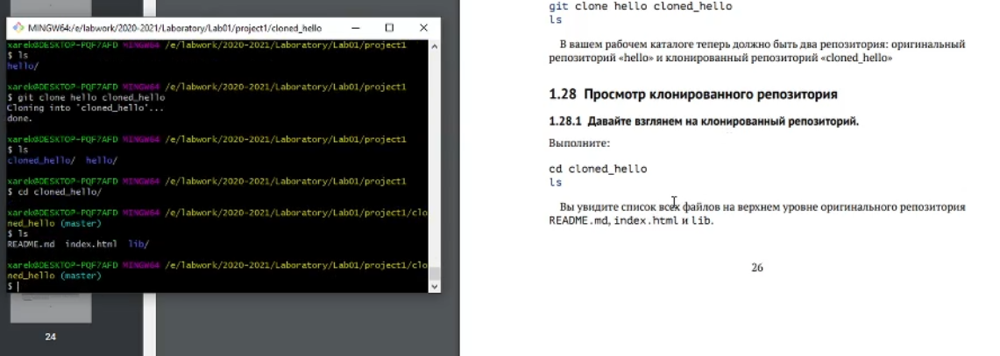 MINGW64:/e/labwork/2020-2021/Laboratory/Lab01/project1/cloned_hello
xarek@DESKTOP-PQF7AFD MINGW64 /e/labwork/2020-2021/Laboratory/Lab01/project1
$ ls
hello/
xarek@DESKTOP-PQF7AFD MINGW64 /e/labwork/2020-2021/Laboratory/Lab01/project1
$ git clone hello cloned_hello
Cloning into 'cloned_hello'...
done.
xarek@DESKTOP-PQF7AFD MINGW64 /e/labwork/2020-2021/Laboratory/Lab01/project1
$ ls
cloned_hello/ hello/
xarek@DESKTOP-PQF7AFD MINGW64 /e/labwork/2020-2021/Laboratory/Lab01/project1
$ cd cloned_hello/
xarek@DESKTOP-PQF7AFD MINGW64 /e/labwork/2020-2021/Laboratory/Lab01/project1/clo
ned_hello (master)
$ ls
README.md index.html lib/
xarek@DESKTOP-PQF7AFD MINGW64 /e/labwork/2020-2021/Laboratory/Lab01/project1/clo
ned_hello (master)
$
24
git clone hello cloned_hello
ls
В вашем рабочем каталоге теперь должно быть два репозитория: оригинальный
репозиторий «hello» и клонированный репозиторий «cloned_hello»
1.28 Просмотр клонированного репозитория
1.28.1 Давайте взглянем на клонированный репозиторий.
Выполните:
cd cloned_hello
ls
Вы увидите список всех файлов на верхнем уровне оригинального репозитория
README.md, index.html и lib.
26